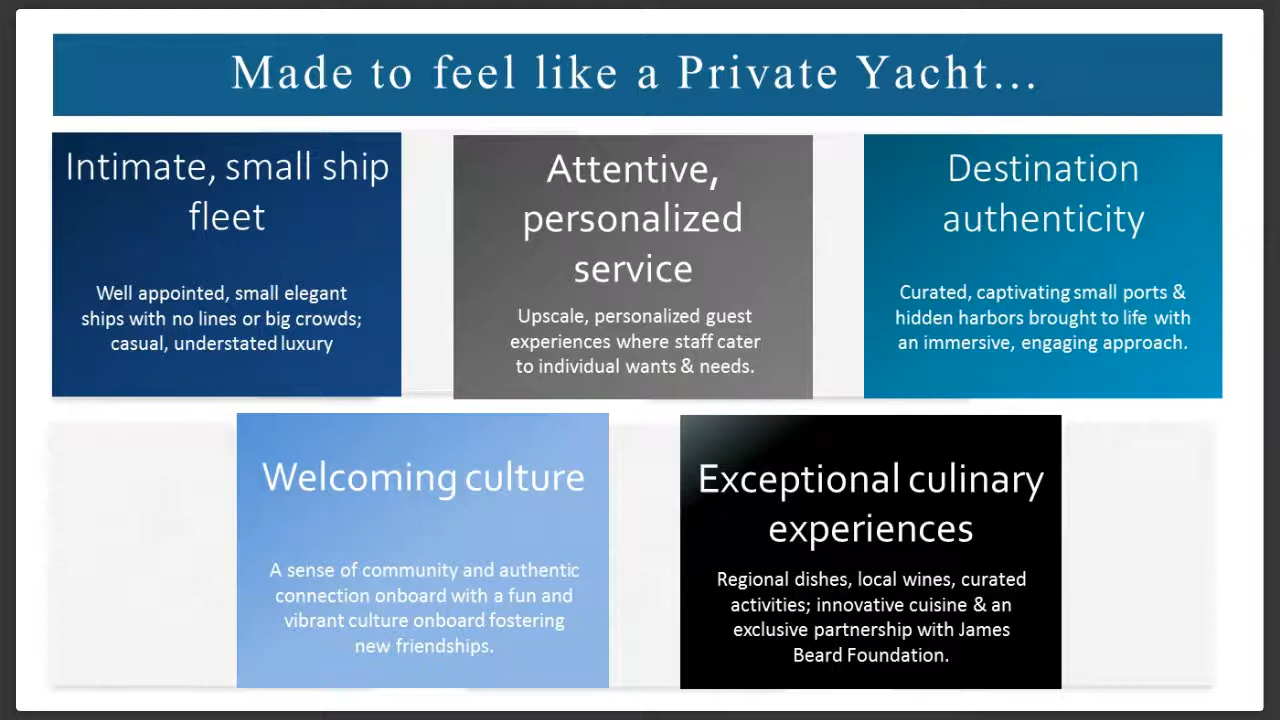 Made to feel like a Private Yacht...
Intimate, small ship
fleet
Well appointed, small elegant
ships with no lines or big crowds;
casual, understated luxury
Attentive,
personalized
service
Upscale, personalized guest
experiences where staff cater
to individual wants & needs.
Destination
authenticity
Curated, captivating small ports &
hidden harbors brought to life with
an immersive, engaging approach.
Welcoming culture
A sense of community and authentic
connection onboard with a fun and
vibrant culture onboard fostering
new friendships.
Exceptional culinary
experiences
Regional dishes, local wines, curated
activities; innovative cuisine & an
exclusive partnership with James
Beard Foundation.